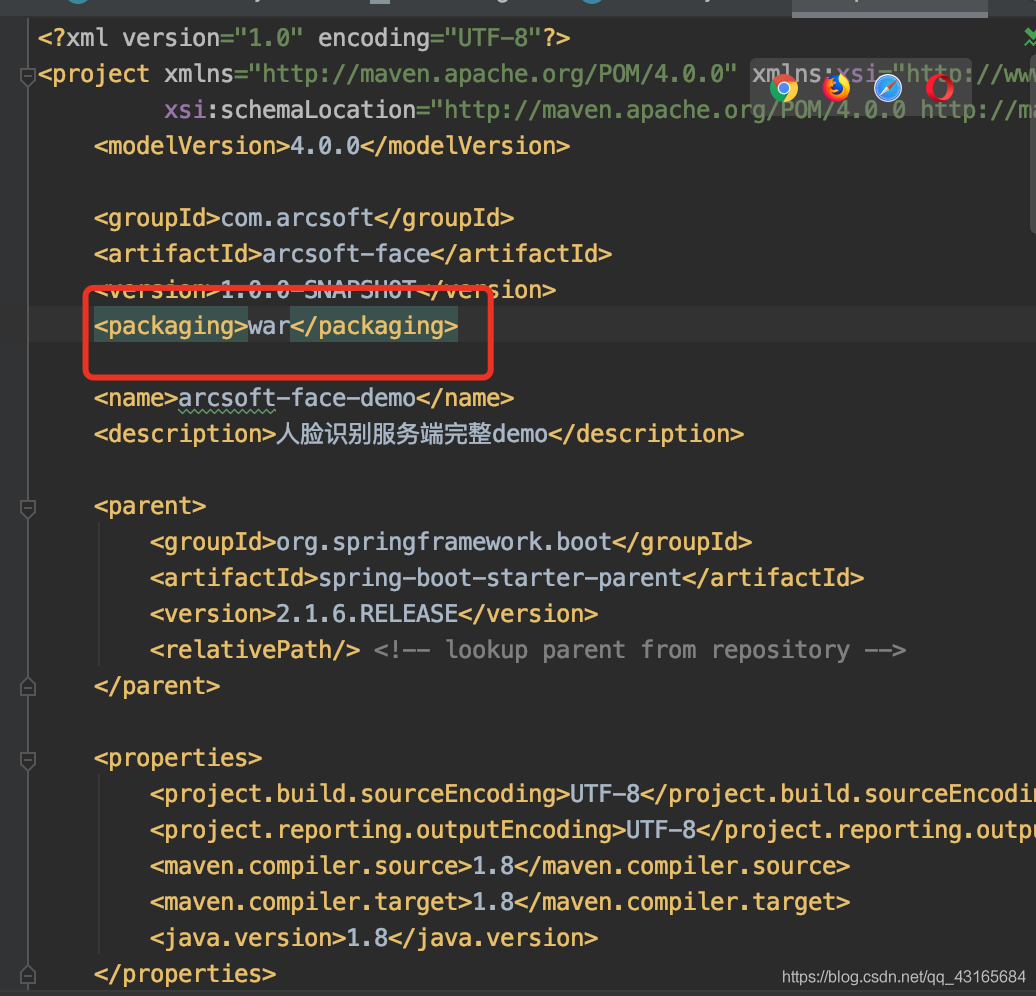 <?xml version="1.0" encoding="UTF-8"?>
<project xmlns="http://maven.apache.org/POM/4.0.0" xmlns:xsi="http://www
xsi:schemaLocation="http://maven.apache.org/POM/4.0.0 http://m
<modelVersion>4.0.0</modelVersion>
<groupId>com.arcsoft</groupId>
<artifactId>arcsoft-face</artifactId>
<version>1.0.0-SNAPSHOT</version>
<packaging>war</packaging>
<name>arcsoft-face-demo</name>
<description>人脸识别服务端完整demo</description>
<parent>
<groupId>org.springframework.boot</groupId>
<artifactId>spring-boot-starter-parent</artifactId>
<version>2.1.6.RELEASE</version>
<relativePath/> <!-- lookup parent from repository -->
</parent>
<properties>
<project.build.sourceEncoding>UTF-8</project.build.sourceEncodin
<project.reporting.outputEncoding>UTF-8</project.reporting.outpu
<maven.compiler.source>1.8</maven.compiler.source>
<maven.compiler.target>1.8</maven.compiler.target>
<java.version>1.8</java.version>
</properties>
https://blog.csdn.net/qq_43165684